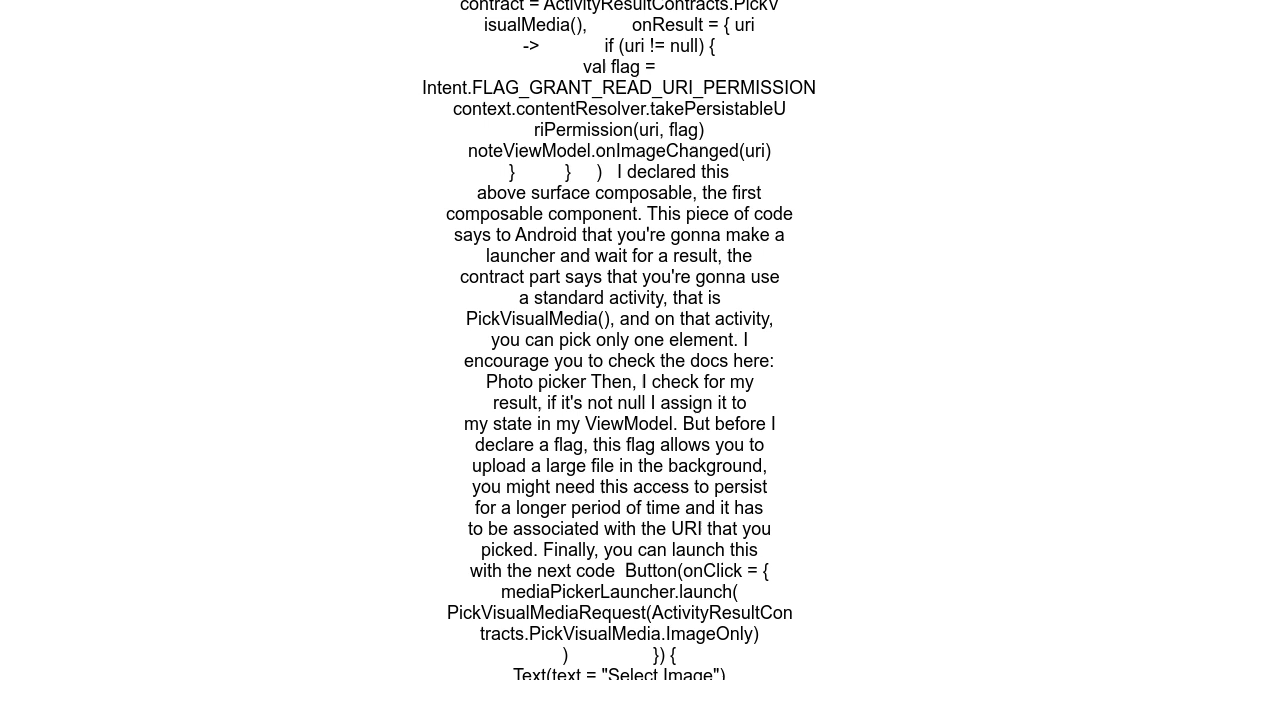 contract = ActivityResultContracts.PickV
isualMedia(), onResult = { uri
-> if (uri != null) {
val flag =
Intent.FLAG_GRANT_READ_URI_PERMISSION
context.contentResolver.takePersistableU
riPermission(uri, flag)
noteViewModel.onImageChanged(uri)
} } ) I declared this
above surface composable, the first
composable component. This piece of code
says to Android that you're gonna make a
launcher and wait for a result, the
contract part says that you're gonna use
a standard activity, that is
PickVisualMedia(), and on that activity,
you can pick only one element. I
encourage you to check the docs here:
Photo picker Then, I check for my
result, if it's not null I assign it to
my state in my ViewModel. But before I
declare a flag, this flag allows you to
upload a large file in the background,
you might need this access to persist
for a longer period of time and it has
to be associated with the URI that you
picked. Finally, you can launch this
with the next code Button(onClick = {
mediaPickerLauncher.launch(
PickVisualMediaRequest(ActivityResultCon
tracts.PickVisualMedia.ImageOnly)
) }) {
Text(text = "Select Image")